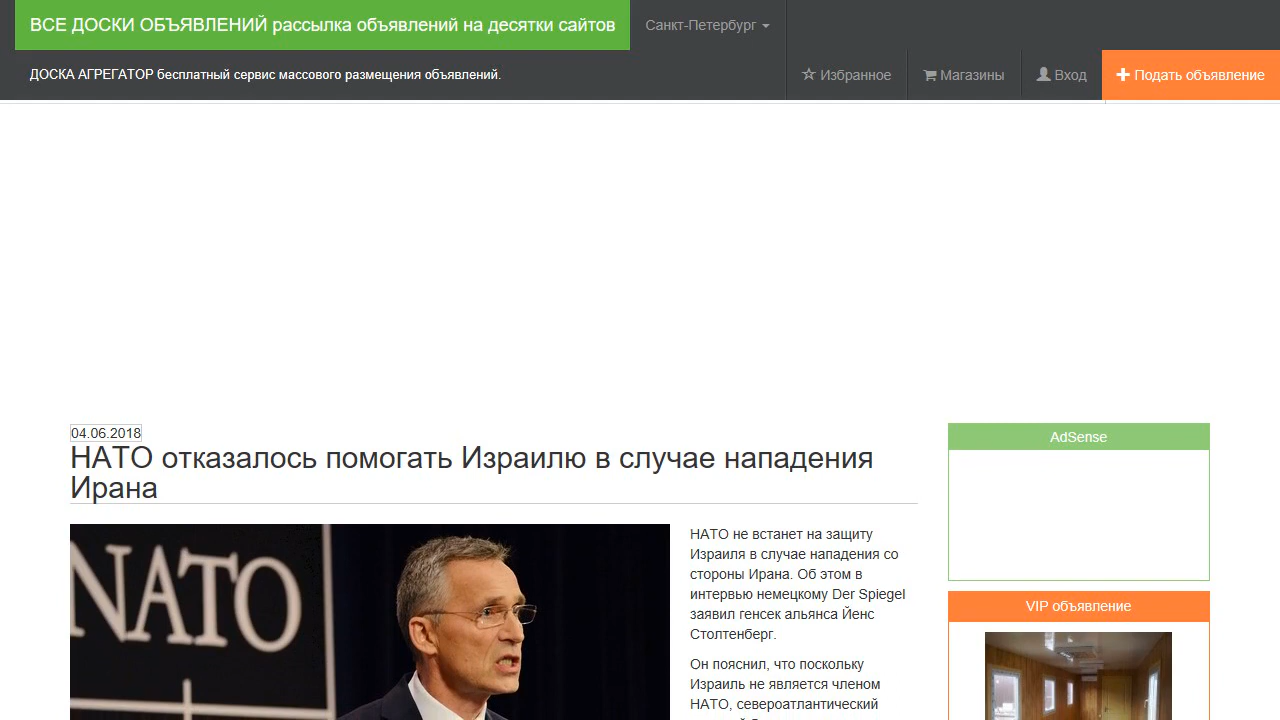 ВСЕ ДОСКИ ОБЪЯВЛЕНИЙ рассылка объявлений на десятки сайтов
Санкт-Петербург
ДОСКА АГРЕГАТОР бесплатный сервис массового размещения объявлений.
Избранное
Магазины
Вход
Подать объявление
04.06.2018
НАТО отказалось помогать Израилю в случае нападения
Ирана
NATO
НАТО не встанет на защиту
Израиля в случае нападения со
стороны Ирана. Об этом в
интервью немецкому Der Spiegel
заявил генсек альянса Йенс
Столтенберг.
Он пояснил, что поскольку
Израиль не является членом
НАТО, североатлантический
AdSense
VIP объявление